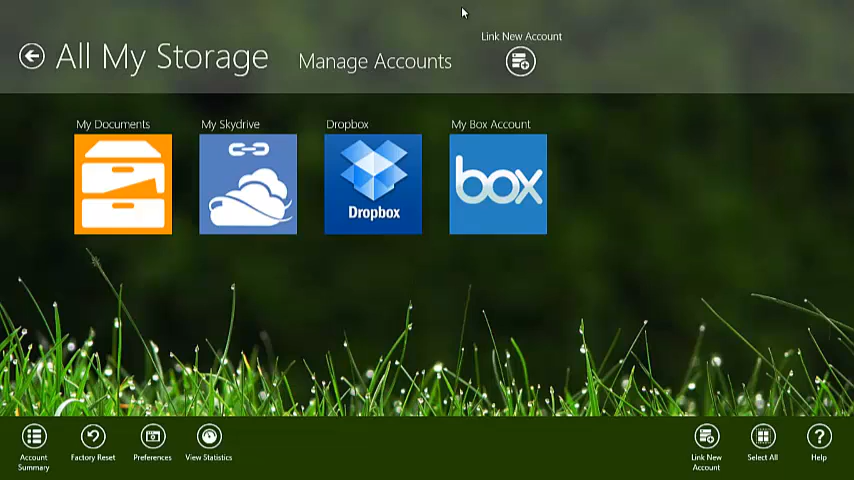 Link New Account
All My Storage
Manage Accounts
My Documents
My Skydrive
Dropbox
My Box Account
Dropbox
box
Account
Summary
Factory Reset
Preferences
View Statistics
Link New
Account
Select All
?
Help